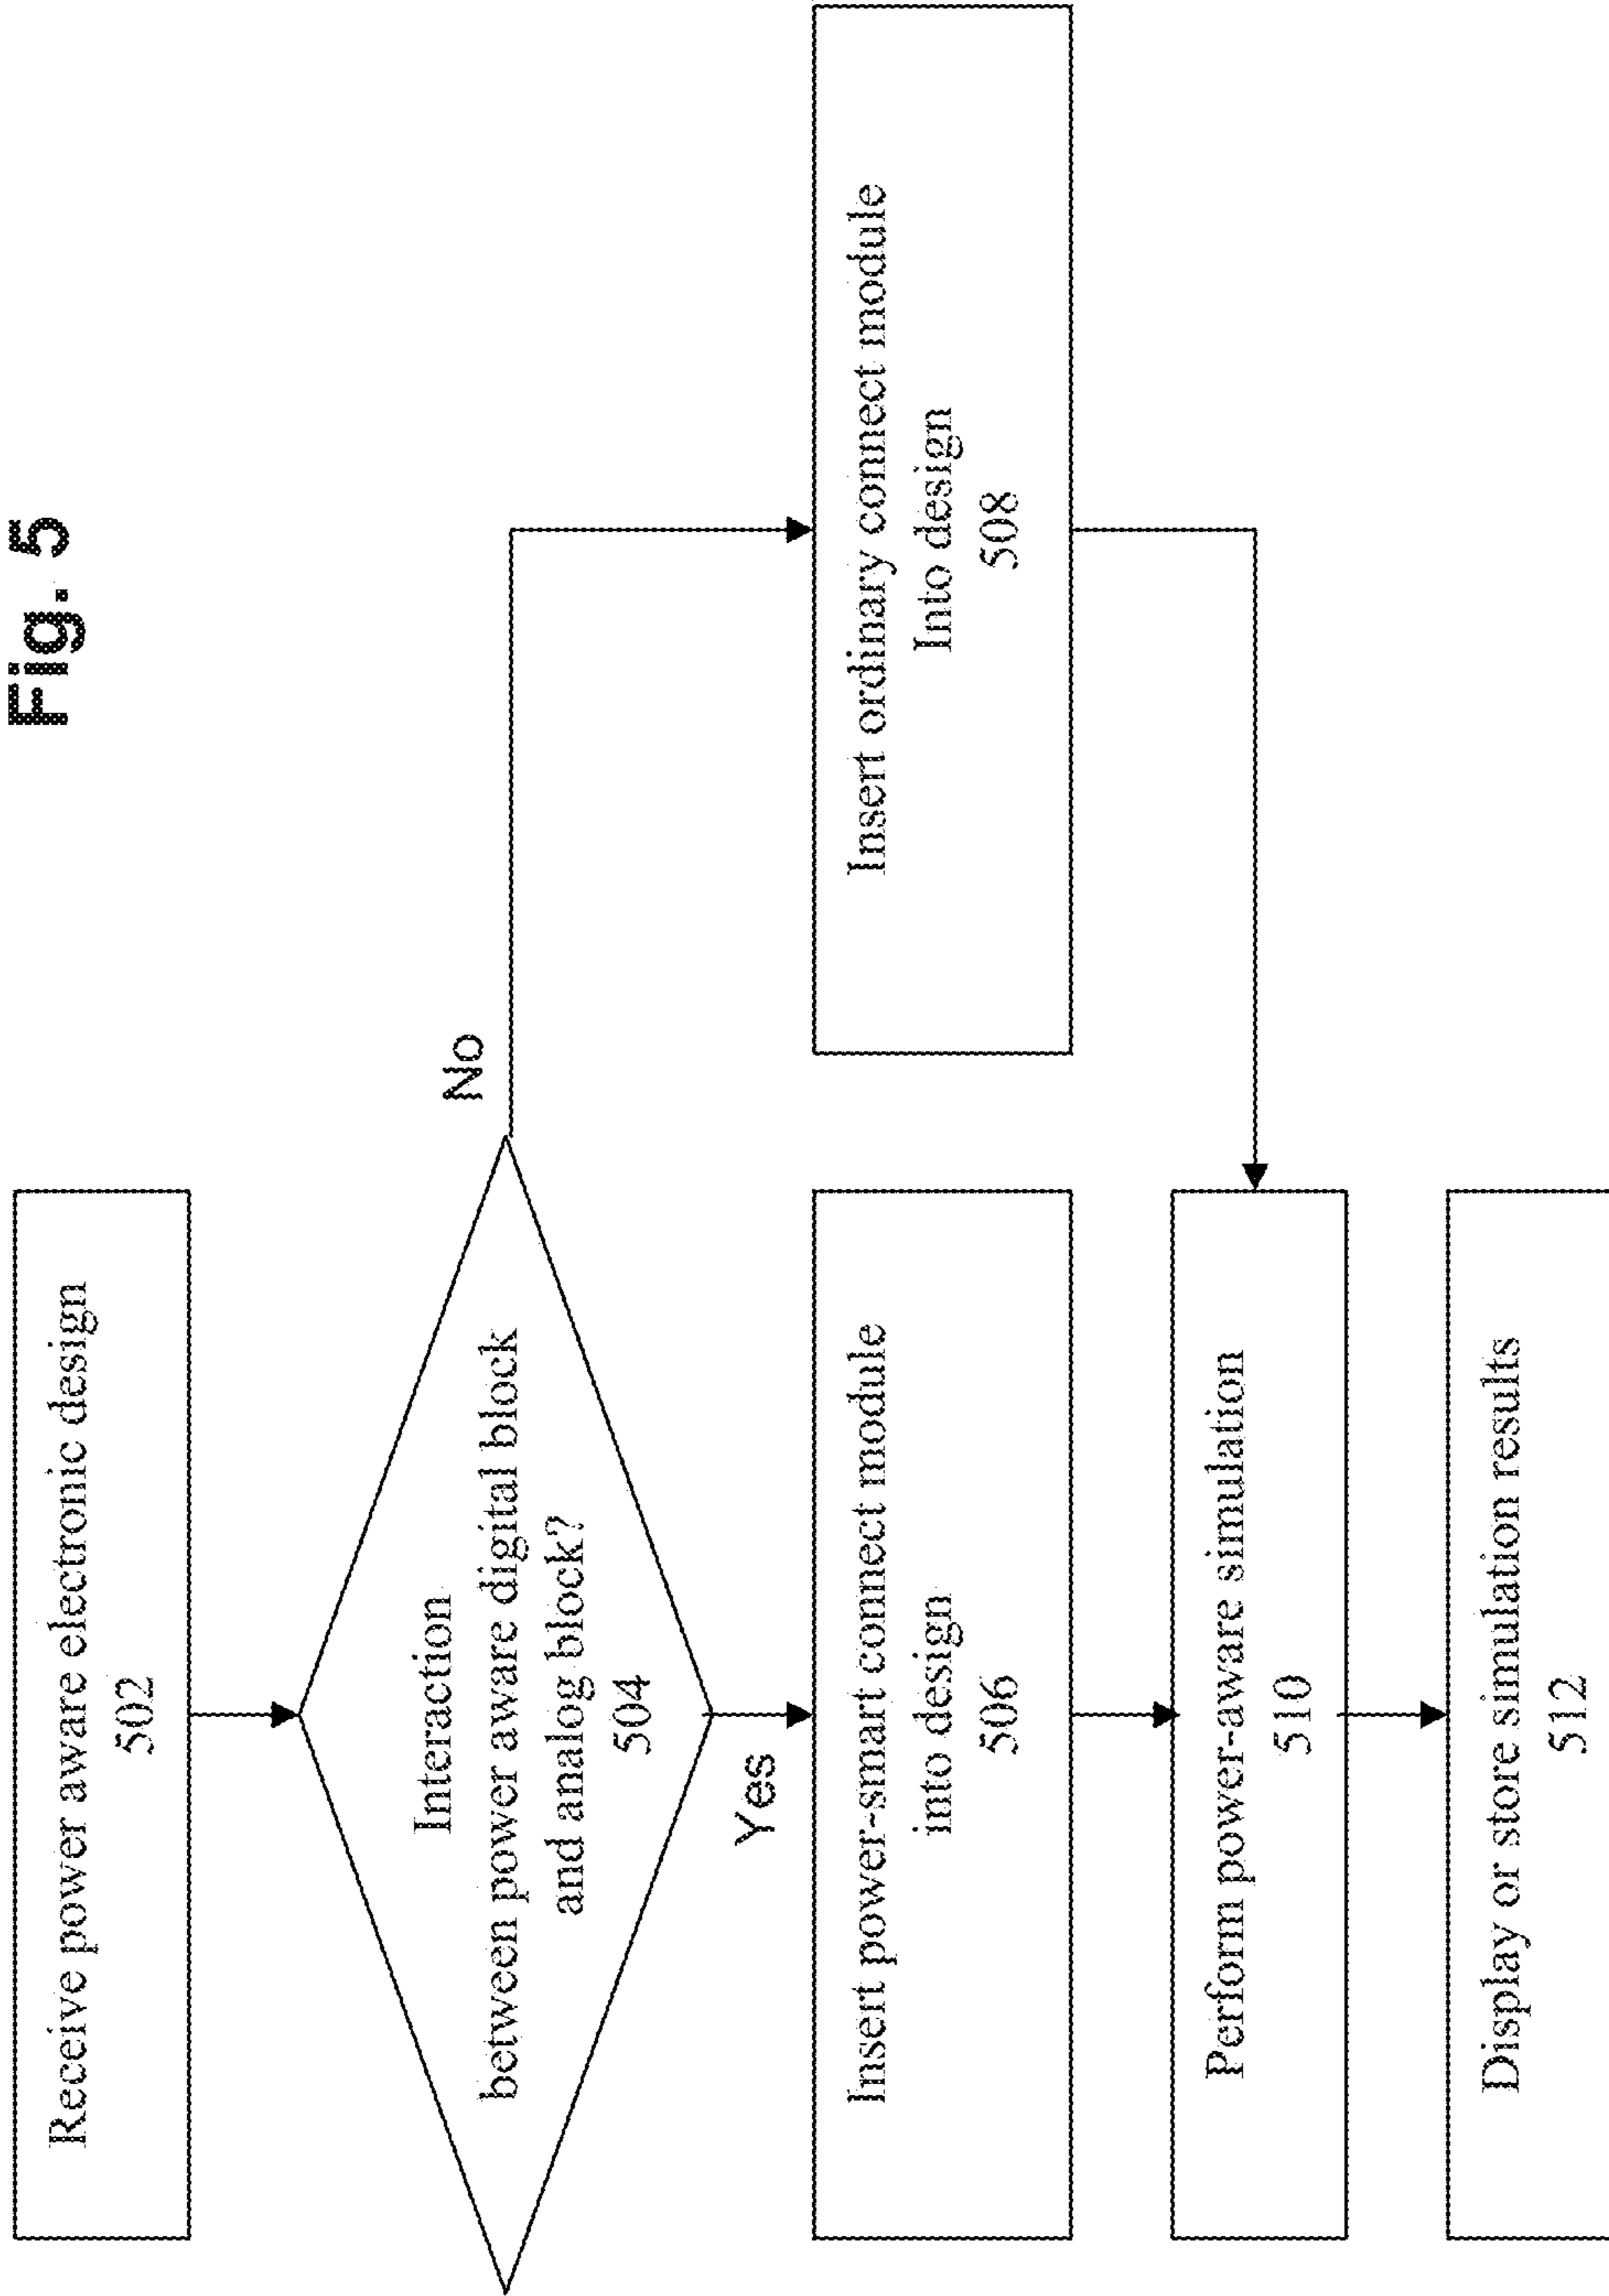 Fig. 5
Receive power aware electronic design
502
Interaction
between power aware digital block
and analog block?
504
No
Yes
Insert power-smart connect module
into design
506
Insert ordinary connect module
Into design
508
Perform power-aware simulation
510
Display or store simulation results
512